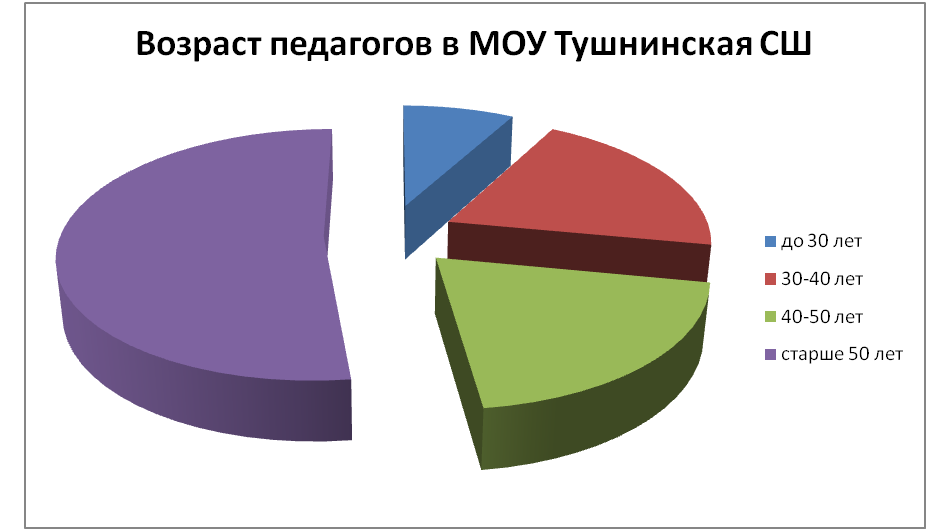 Возраст педагогов в МОУ Тушнинская СШ
до 30 лет
30-40 лет
40-50 лет
старше 50 лет